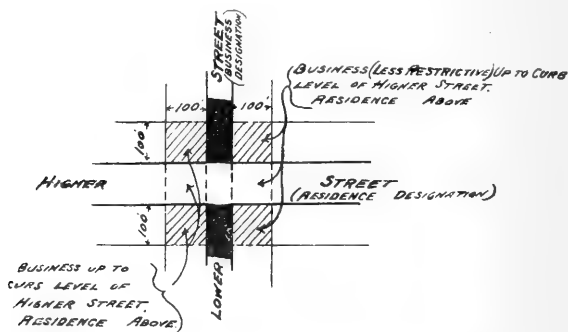 STREET
(BUSINESS
DESIGNATION)
BUSINESS (LESS RESTRICTIVE) UP TO CURB
LEVEL OF HIGHER STREET.
RESIDENCE ABOVE
100' 100'
100'
HIGHER STREET
(RESIDENCE DESIGNATION)
100'
BUSINESS UP TO
CURB LEVEL OF
HIGHER STREET.
RESIDENCE ABOVE.
LOWER